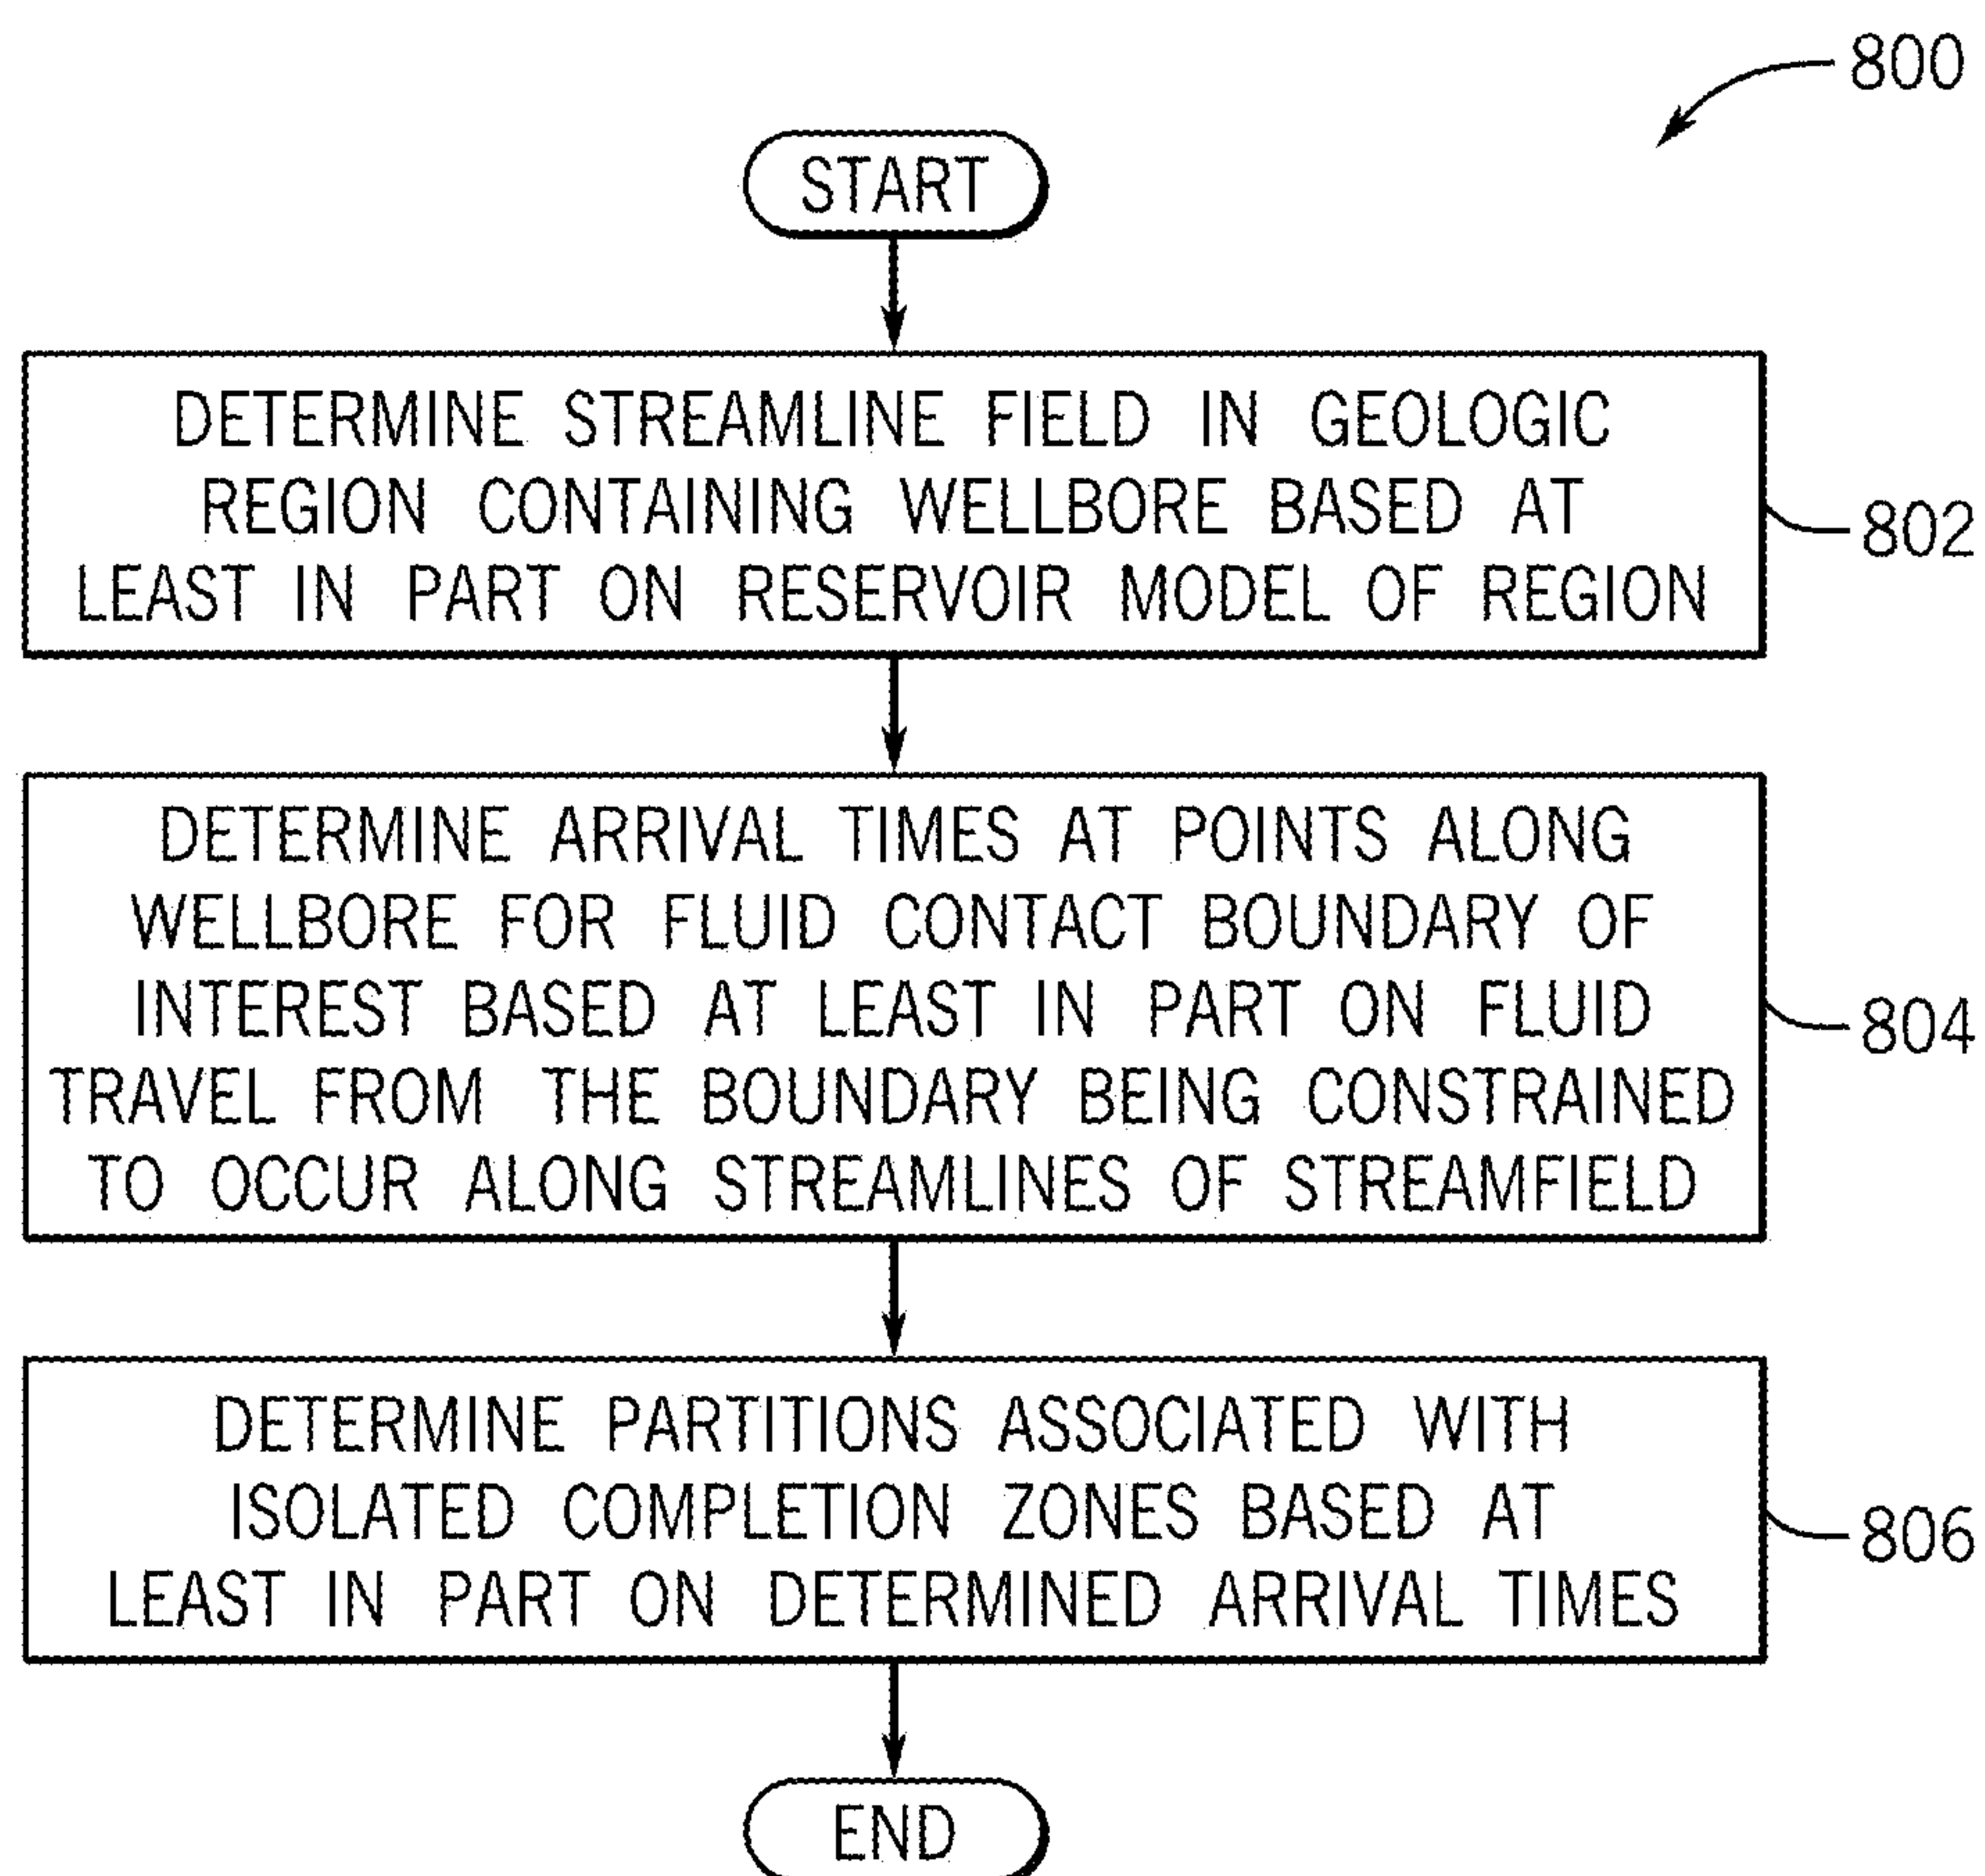 800
START
DETERMINE STREAMLINE FIELD IN GEOLOGIC
REGION CONTAINING WELLBORE BASED AT
LEAST IN PART ON RESERVOIR MODEL OF REGION
802
DETERMINE ARRIVAL TIMES AT POINTS ALONG
WELLBORE FOR FLUID CONTACT BOUNDARY OF
INTEREST BASED AT LEAST IN PART ON FLUID
TRAVEL FROM THE BOUNDARY BEING CONSTRAINED
TO OCCUR ALONG STREAMLINES OF STREAMFIELD
804
DETERMINE PARTITIONS ASSOCIATED WITH
ISOLATED COMPLETION ZONES BASED AT
LEAST IN PART ON DETERMINED ARRIVAL TIMES
806
END